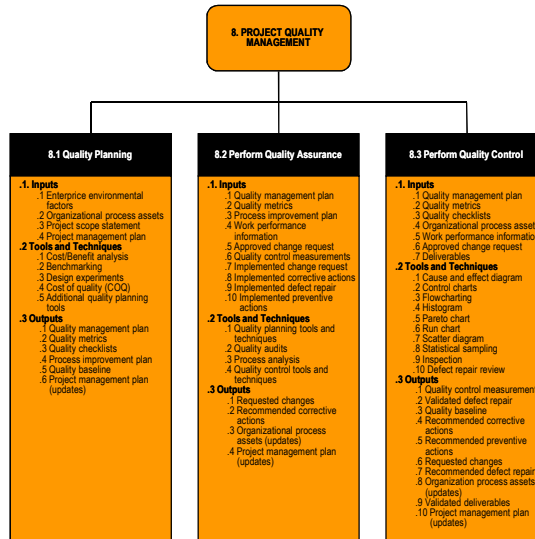 8. PROJECT QUALITY
MANAGEMENT
8.1 Quality Planning
.1. Inputs
.1 Enterprice environmental
factors
.2 Organizational process assets
.3 Project scope statement
.4 Project management plan
.2 Tools and Techniques
.1 Cost/Benefit analysis
.2 Benchmarking
.3 Design experiments
.4 Cost of quality (COQ)
.5 Additional quality planning
tools
.3 Outputs
.1 Quality management plan
.2 Quality metrics
.3 Quality checklists
.4 Process improvement plan
.5 Quality baseline
.6 Project management plan
(updates)
8.2 Perform Quality Assurance
.1. Inputs
.1 Quality management plan
.2 Quality metrics
.3 Process improvement plan
.4 Work performance
information
.5 Approved change request
.6 Quality control measurements
.7 Implemented change request
.8 Implemented corrective actions
.9 Implemented defect repair
.10 Implemented preventive
actions
.2 Tools and Techniques
.1 Quality planning tools and
techniques
.2 Quality audits
.3 Process analysis
.4 Quality control tools and
techniques
.3 Outputs
.1 Requested changes
.2 Recommended corrective
actions
.3 Organizational process
assets (updates)
.4 Project management plan
(updates)
8.3 Perform Quality Control
.1. Inputs
.1 Quality management plan
.2 Quality metrics
.3 Quality checklists
.4 Organizational process asset
.5 Work performance informatio
.6 Approved change request
.7 Deliverables
.2 Tools and Techniques
.1 Cause and effect diagram
.2 Control charts
.3 Flowcharting
.4 Histogram
.5 Pareto chart
.6 Run chart
.7 Scatter diagram
.8 Statistical sampling
.9 Inspection
.10 Defect repair review
.3 Outputs
.1 Quality control measurement
.2 Validated defect repair
.3 Quality baseline
.4 Recommended corrective
actions
.5 Recommended preventive
actions
.6 Requested changes
.7 Recommended defect repair
.8 Organization process assets
(updates)
.9 Validated deliverables
.10 Project management plan
(updates)